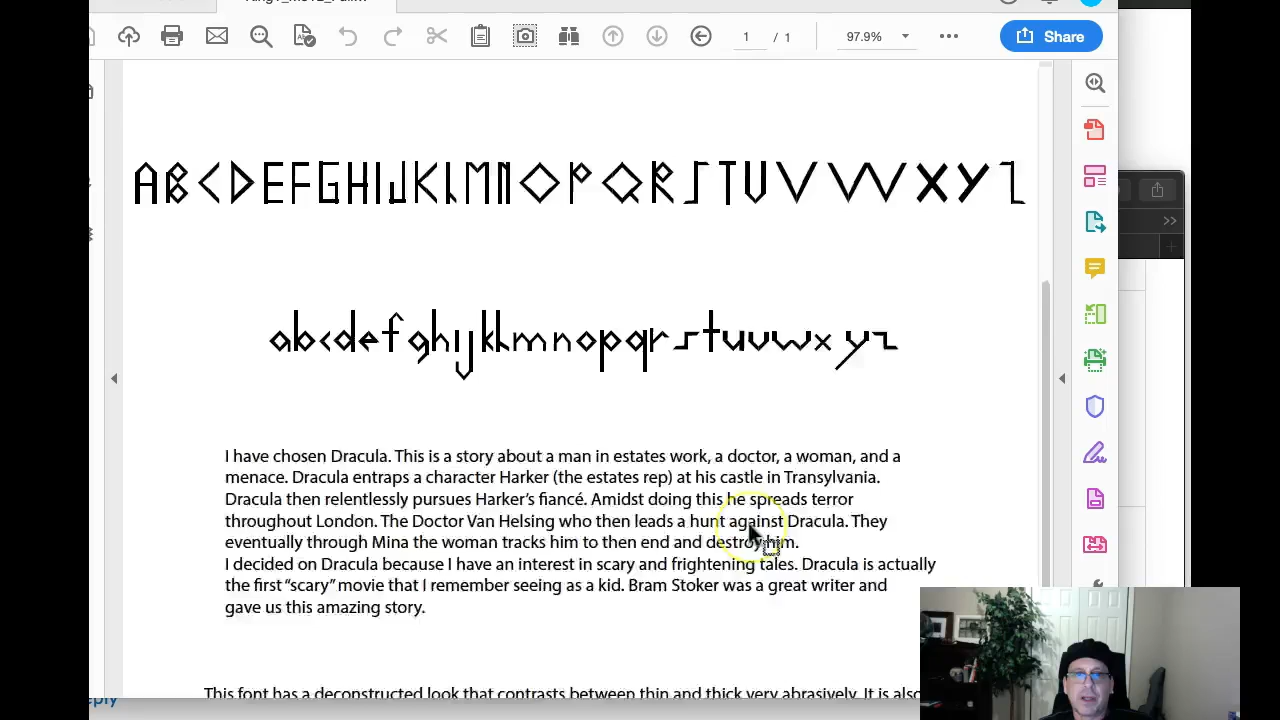 1 / 1
97.9%
Share
ABCDEFGHIJKLMNOPQRSTUVWXYZ
abcdefghijklmnopqrstuvwxyz
I have chosen Dracula. This is a story about a man in estates work, a doctor, a woman, and a
menace. Dracula entraps a character Harker (the estates rep) at his castle in Transylvania.
Dracula then relentlessly pursues Harker's fiancé. Amidst doing this he spreads terror
throughout London. The Doctor Van Helsing who then leads a hunt against Dracula. They
eventually through Mina the woman tracks him to then end and destroy him.
I decided on Dracula because I have an interest in scary and frightening tales. Dracula is actually
the first “scary” movie that I remember seeing as a kid. Bram Stoker was a great writer and
gave us this amazing story.
This font has a deconstructed look that contrasts between thin and thick very abrasively. It is also